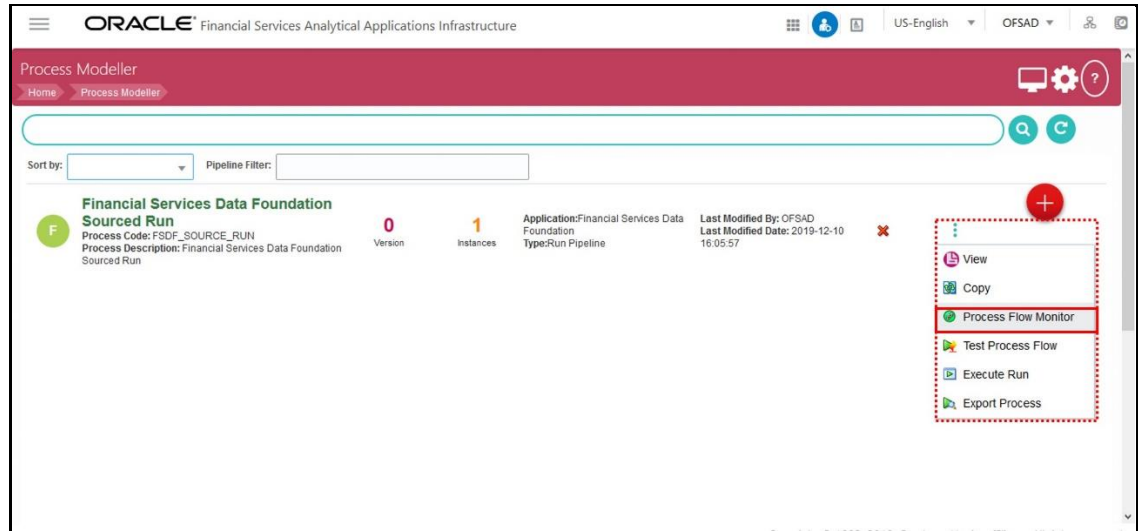 ORACLE Financial Services Analytical Applications Infrastructure
US-English
OFSAD
Process Modeller
Home
Process Modeller
?
Sort by:
Pipeline Filter:
F
Financial Services Data Foundation
Sourced Run
Process Code: FSDF_SOURCE_RUN
Process Description: Financial Services Data Foundation
Sourced Run
0
Version
1
Instances
Application:Financial Services Data
Foundation
Type:Run Pipeline
Last Modified By: OFSAD
Last Modified Date: 2019-12-10
16:05:57
View
Copy
Process Flow Monitor
Test Process Flow
Execute Run
Export Process